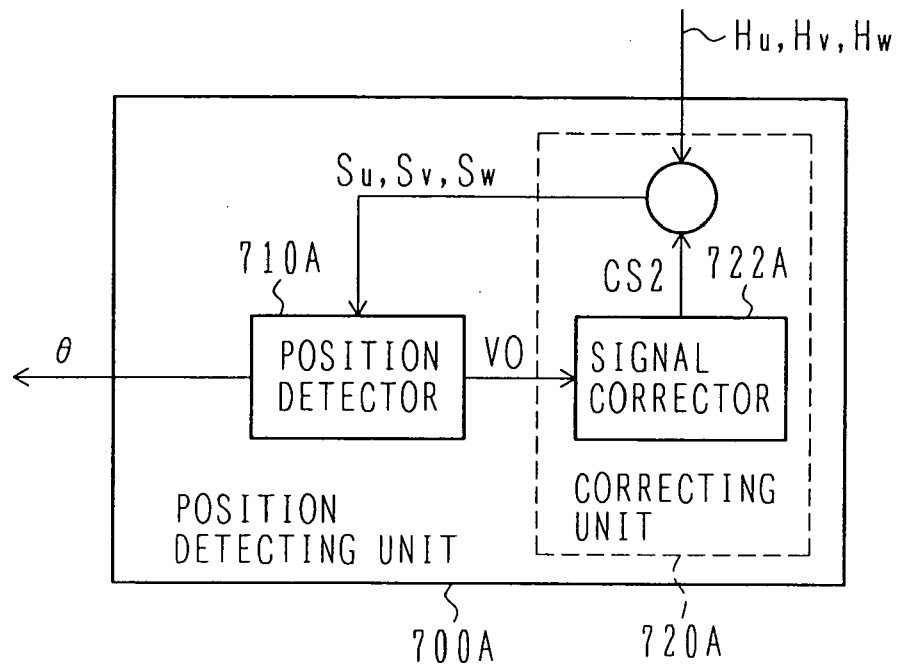 Hu,Hv,Hw
Su,Sv,Sw
710A
CS2
722A
θ
POSITION
DETECTOR
VO
SIGNAL
CORRECTOR
POSITION
DETECTING UNIT
CORRECTING
UNIT
700A
720A